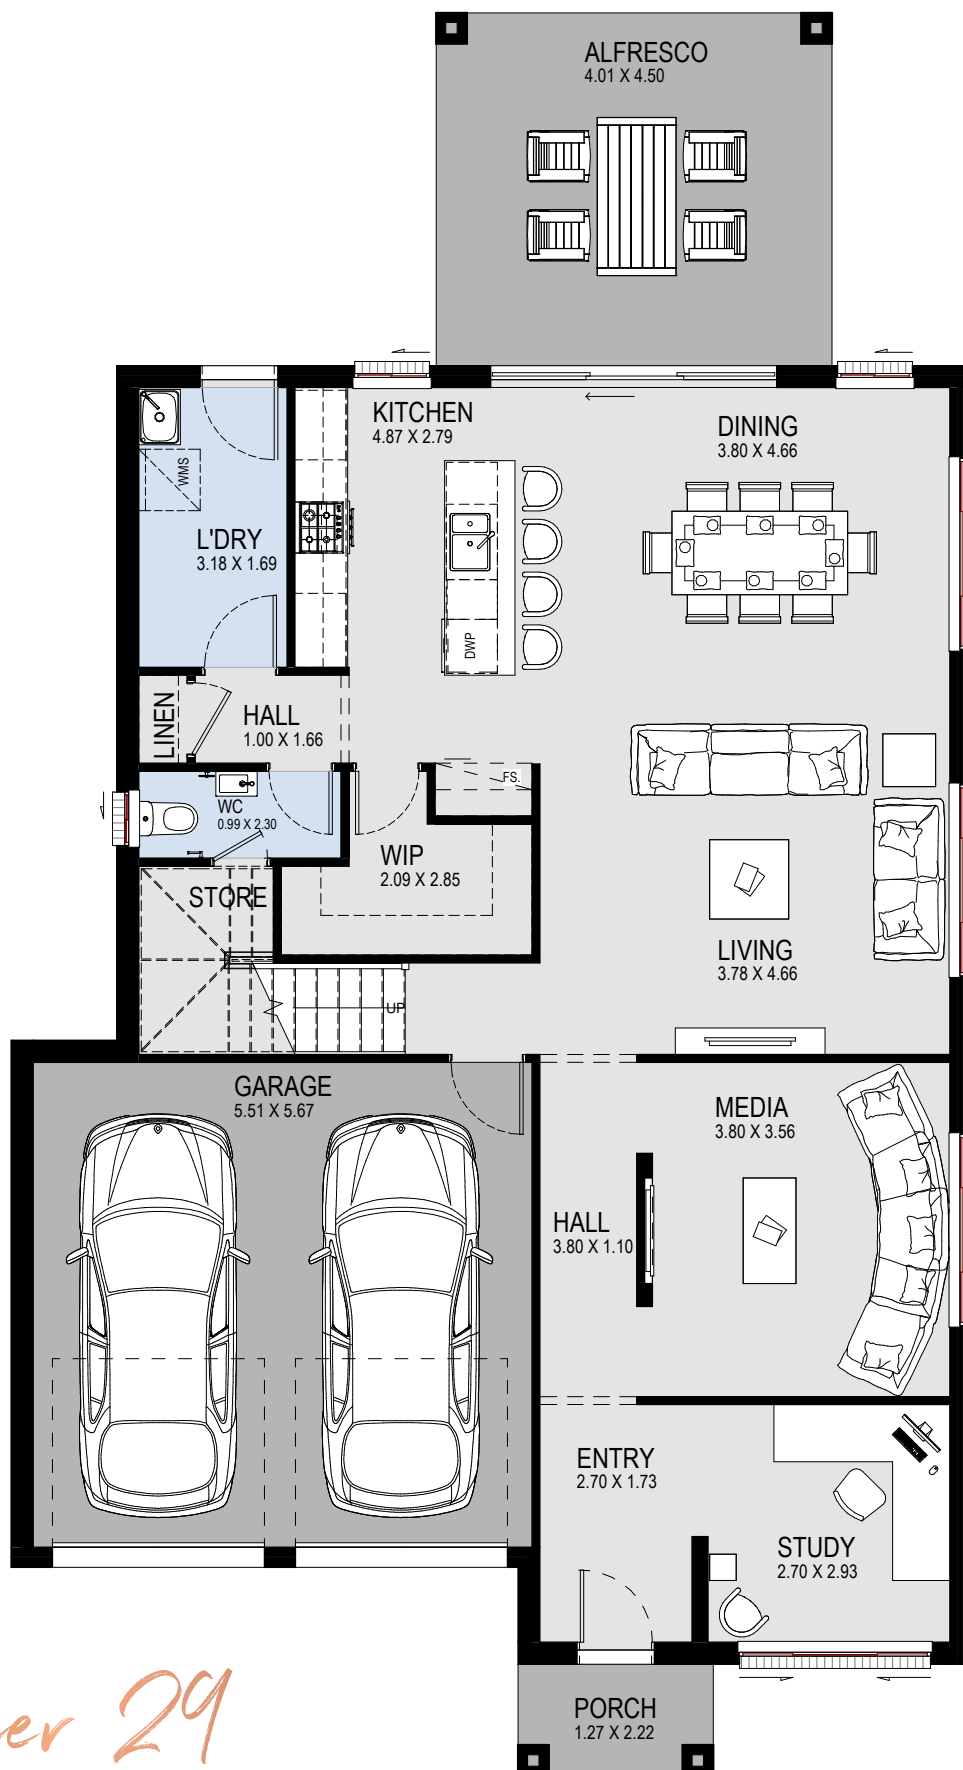 ALFRESCO
4.01 X 4.50
KITCHEN
4.87 X 2.79
DINING
3.80 X 4.66
WMS
L'DRY
3.18 X 1.69
DWP
LINEN
HALL
1.00 X 1.66
FS.
WC
0.99 X 2.30
WIP
2.09 X 2.85
STORE
LIVING
3.78 X 4.66
UP
GARAGE
5.51 X 5.67
MEDIA
3.80 X 3.56
HALL
3.80 X 1.10
ENTRY
2.70 X 1.73
STUDY
2.70 X 2.93
er 29
PORCH
1.27 X 2.22